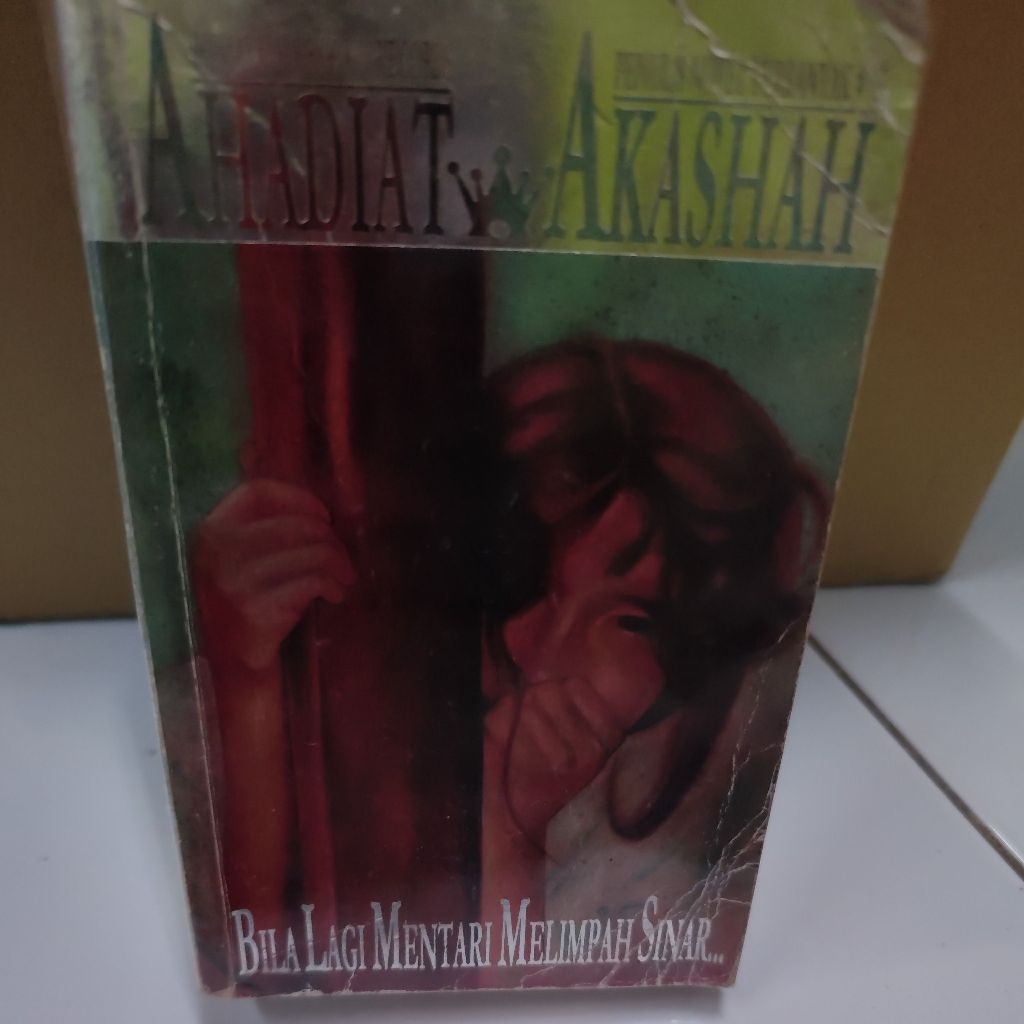 AHADIAT AKASHAH
BILA LAGI MENTARI MELIMPAH SINAR..